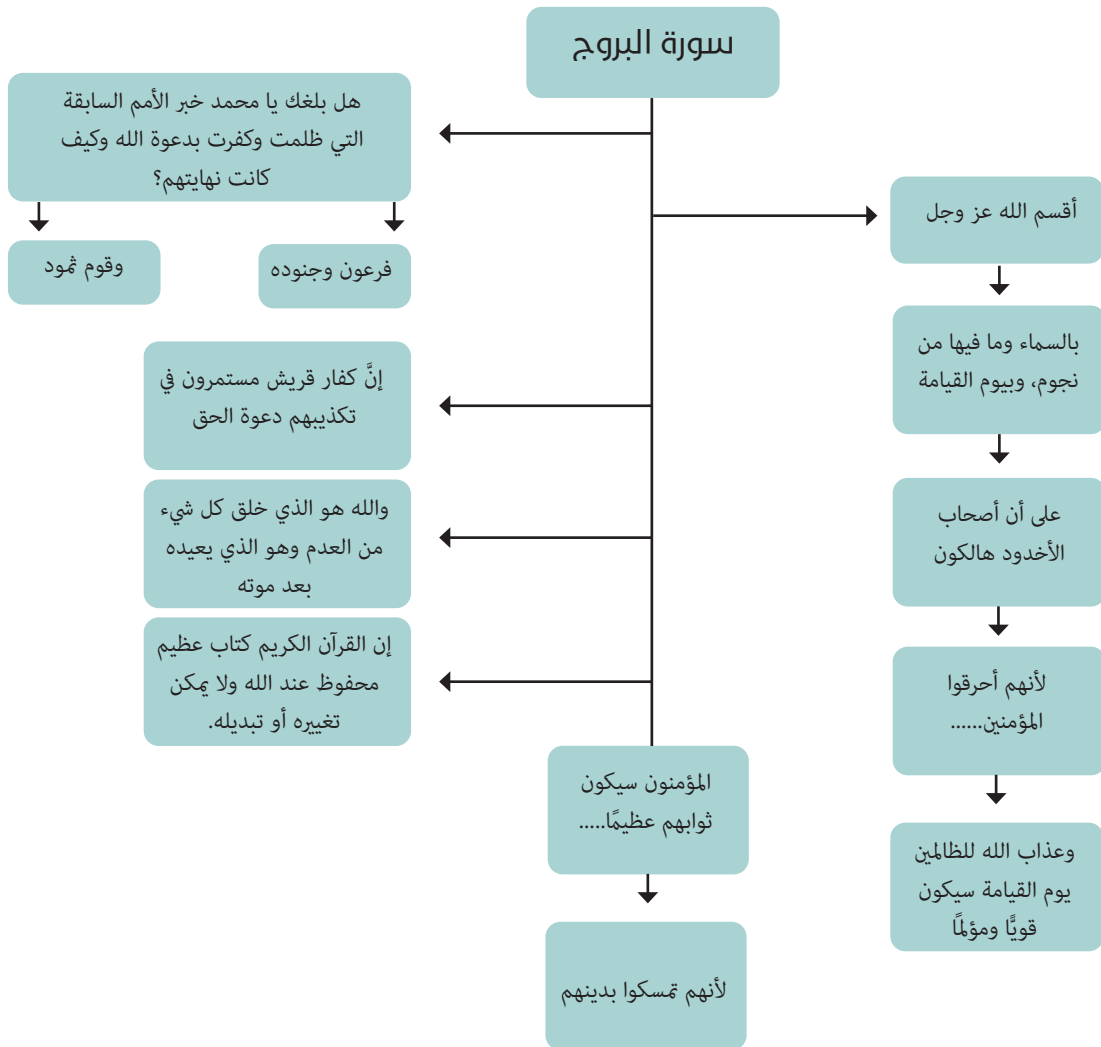 سورة البروج
أقسم الله عز وجل
بالسماء وما فيها من
نجوم، وبيوم القيامة
على أن أصحاب
الأخدود هالكون
لأنهم أحرقوا
المؤمنين......
وعذاب الله للظالمين
يوم القيامة سيكون
قويًّا ومؤلمًا
هل بلغك يا محمد خبر الأمم السابقة
التي ظلمت وكفرت بدعوة الله وكيف
كانت نهايتهم؟
فرعون وجنوده
وقوم ثمود
إنَّ كفار قريش مستمرون في
تكذيبهم دعوة الحق
والله هو الذي خلق كل شيء
من العدم وهو الذي يعيده
بعد موته
إن القرآن الكريم كتاب عظيم
محفوظ عند الله ولا يمكن
تغييره أو تبديله.
المؤمنون سيكون
ثوابهم عظيمًا.....
لأنهم تمسكوا بدينهم